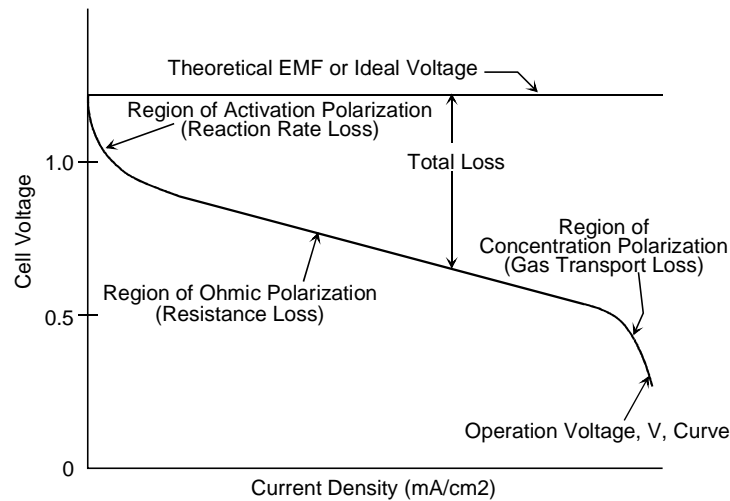 Theoretical EMF or Ideal Voltage
Region of Activation Polarization
(Reaction Rate Loss)
Total Loss
1.0
Cell Voltage
Region of
Concentration Polarization
(Gas Transport Loss)
Region of Ohmic Polarization
(Resistance Loss)
0.5
Operation Voltage, V, Curve
0
Current Density (mA/cm2)